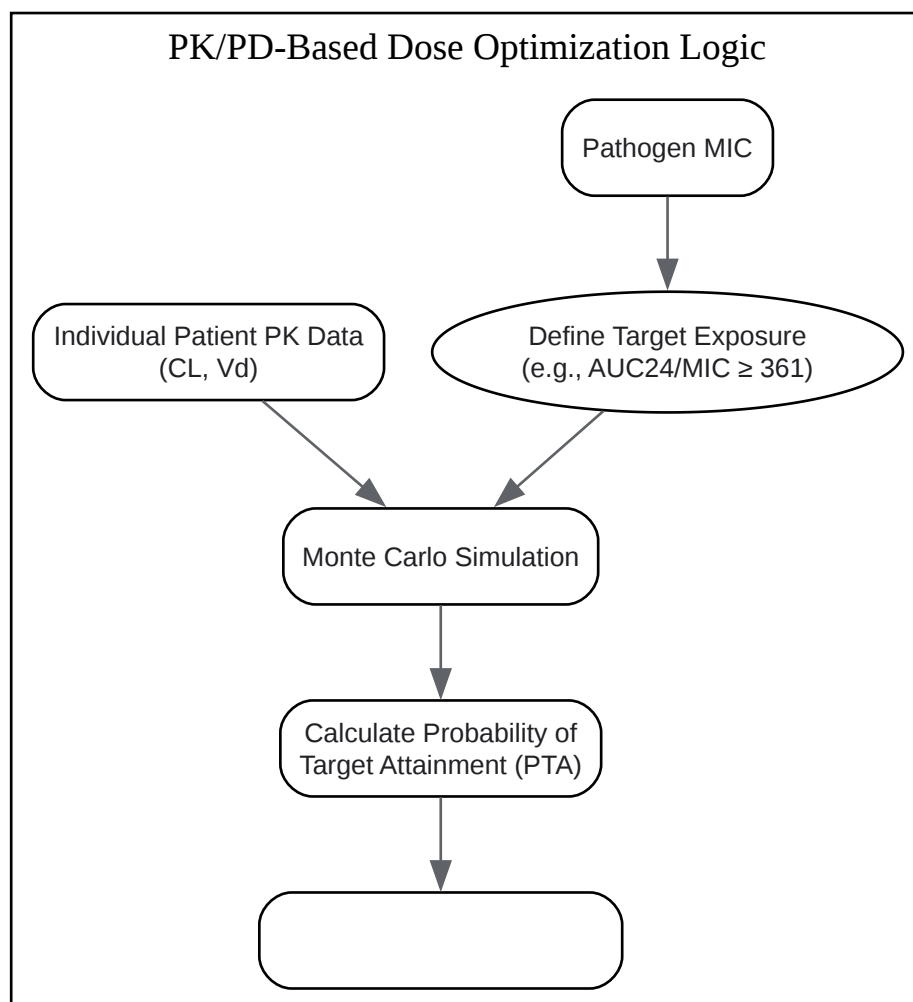 PK/PD-Based Dose Optimization Logic
Pathogen MIC
Individual Patient PK Data
(CL, Vd)
Define Target Exposure
(e.g., AUC24/MIC ≥ 361)
Monte Carlo Simulation
Calculate Probability of
Target Attainment (PTA)